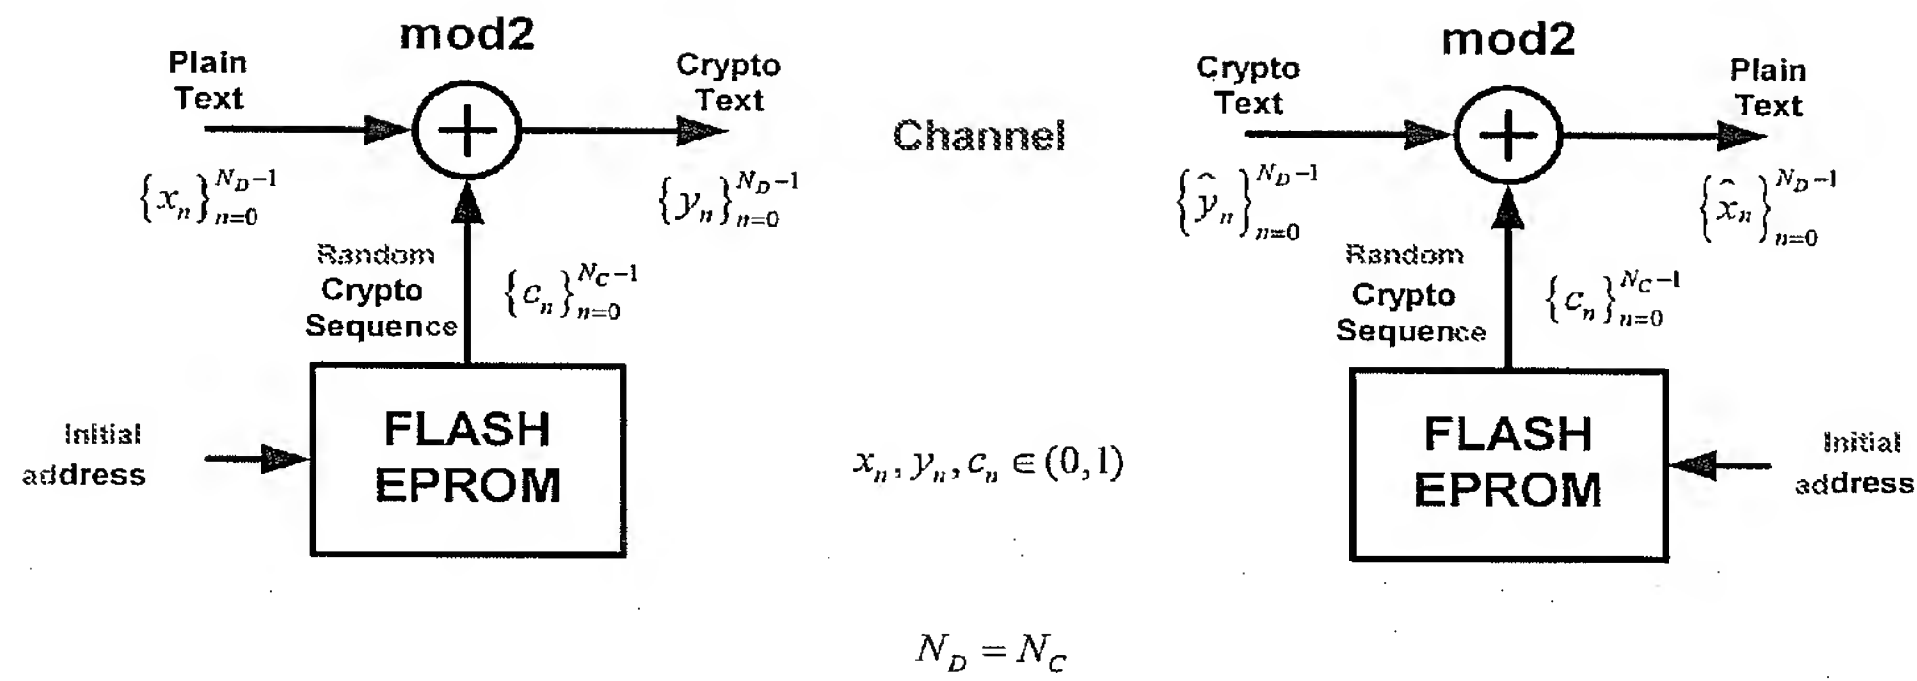 mod2
Plain
Text
Crypto
Text
{x_n}_{n=0}^{N_D-1}
{y_n}_{n=0}^{N_D-1}
Random
Crypto
Sequence
{c_n}_{n=0}^{N_C-1}
Initial
address
FLASH
EPROM
Channel
x_n, y_n, c_n ∈ (0, 1)
N_D = N_C
mod2
Crypto
Text
Plain
Text
{ŷ_n}_{n=0}^{N_D-1}
{x̂_n}_{n=0}^{N_D-1}
Random
Crypto
Sequence
{c_n}_{n=0}^{N_C-1}
FLASH
EPROM
Initial
address